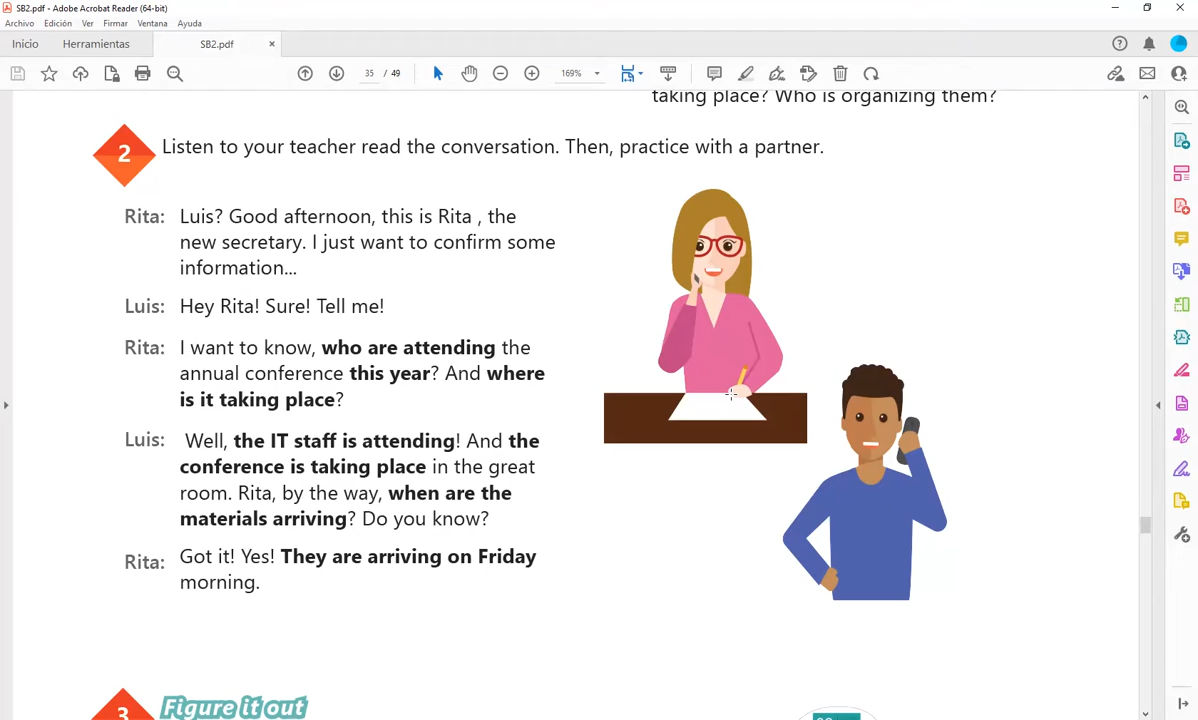 SB2.pdf - Adobe Acrobat Reader (64-bit)
Archivo Edición Ver Firmar Ventana Ayuda
Inicio Herramientas SB2.pdf ×
35 / 49 169%
taking place? Who is organizing them?
2 Listen to your teacher read the conversation. Then, practice with a partner.
Rita: Luis? Good afternoon, this is Rita , the
new secretary. I just want to confirm some
information...
Luis: Hey Rita! Sure! Tell me!
Rita: I want to know, who are attending the
annual conference this year? And where
is it taking place?
Luis: Well, the IT staff is attending! And the
conference is taking place in the great
room. Rita, by the way, when are the
materials arriving? Do you know?
Rita: Got it! Yes! They are arriving on Friday
morning.
3 Figure it out